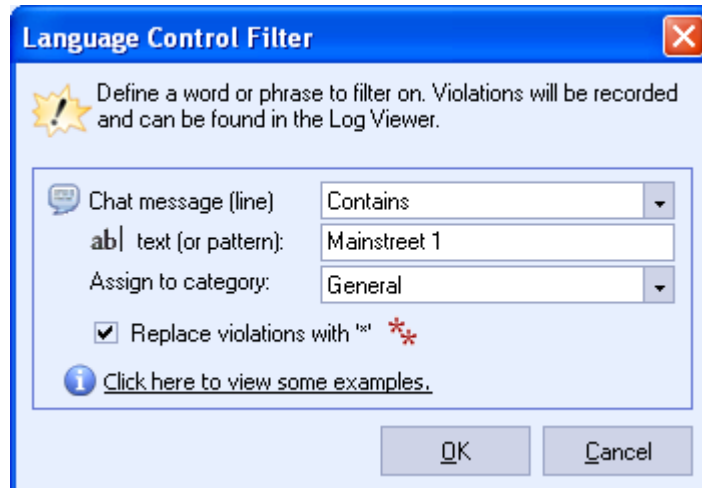 Language Control Filter
Define a word or phrase to filter on. Violations will be recorded
and can be found in the Log Viewer.
Chat message (line) Contains
ab| text (or pattern): Mainstreet 1
Assign to category: General
Replace violations with '*' **
Click here to view some examples.
OK Cancel